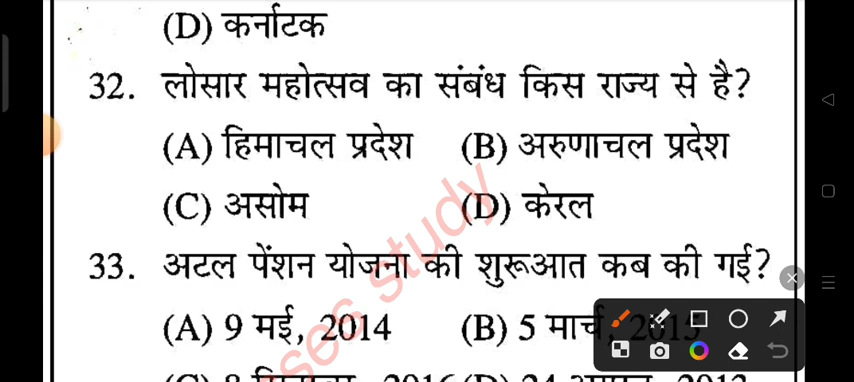 (D) कर्नाटक
32. लोसार महोत्सव का संबंध किस राज्य से है?
(A) हिमाचल प्रदेश (B) अरुणाचल प्रदेश
(C) असोम (D) केरल
33. अटल पेंशन योजना की शुरूआत कब की गई?
(A) 9 मई, 2014 (B) 5 मार्च, 2015
ses study